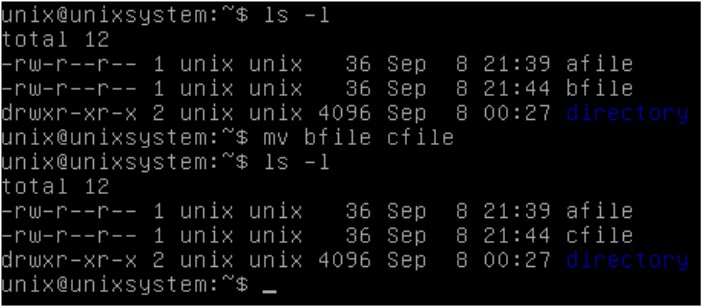 unix@unixsystem:~$ ls -l
total 12
-rw-r--r-- 1 unix unix   36 Sep  8 21:39 afile
-rw-r--r-- 1 unix unix   36 Sep  8 21:44 bfile
drwxr-xr-x 2 unix unix 4096 Sep  8 00:27 directory
unix@unixsystem:~$ mv bfile cfile
unix@unixsystem:~$ ls -l
total 12
-rw-r--r-- 1 unix unix   36 Sep  8 21:39 afile
-rw-r--r-- 1 unix unix   36 Sep  8 21:44 cfile
drwxr-xr-x 2 unix unix 4096 Sep  8 00:27 directory
unix@unixsystem:~$ _